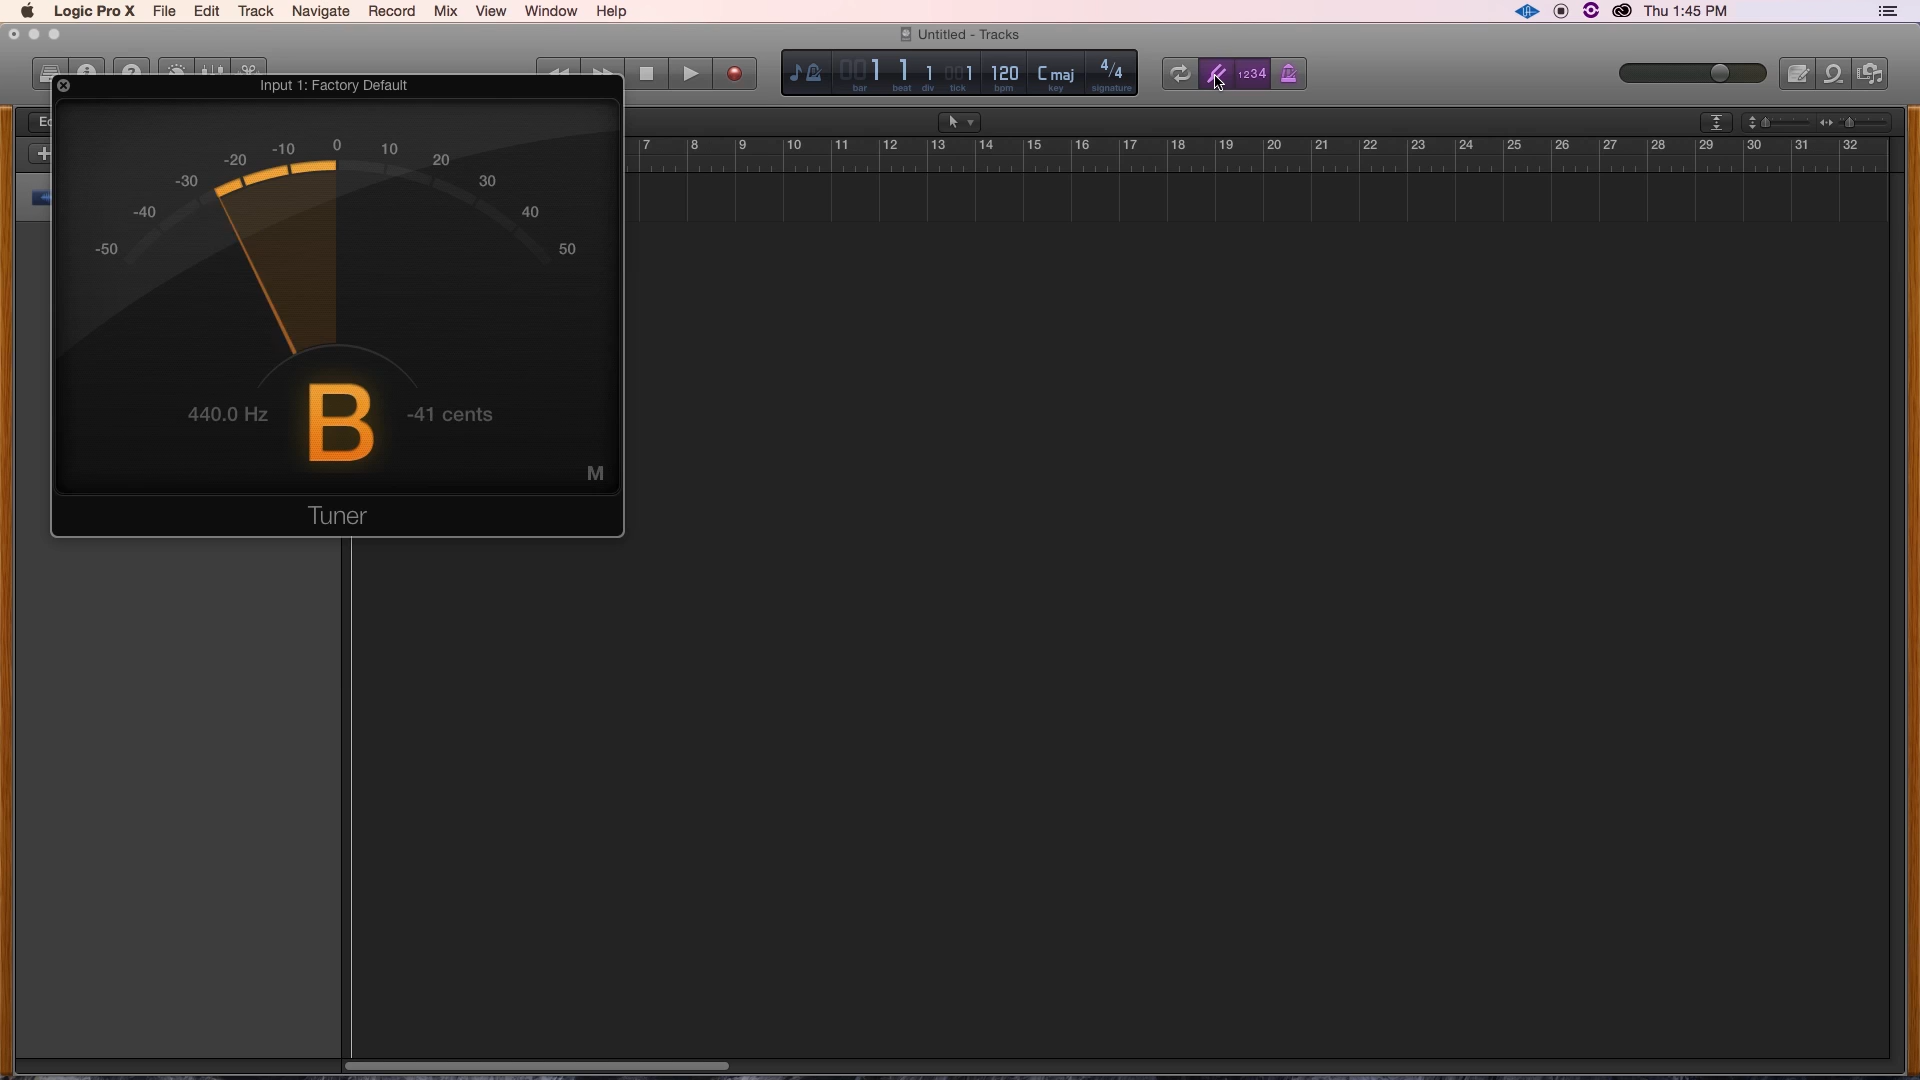 Logic Pro X File Edit Track Navigate Record Mix View Window Help Thu 1:45 PM
Untitled - Tracks
1 1 1 1 120 C maj 4/4
bar beat div tick bpm key signature
1234
Input 1: Factory Default
7 8 9 10 11 12 13 14 15 16 17 18 19 20 21 22 23 24 25 26 27 28 29 30 31 32
-50 -40 -30 -20 -10 0 10 20 30 40 50
440.0 Hz B -41 cents
M
Tuner